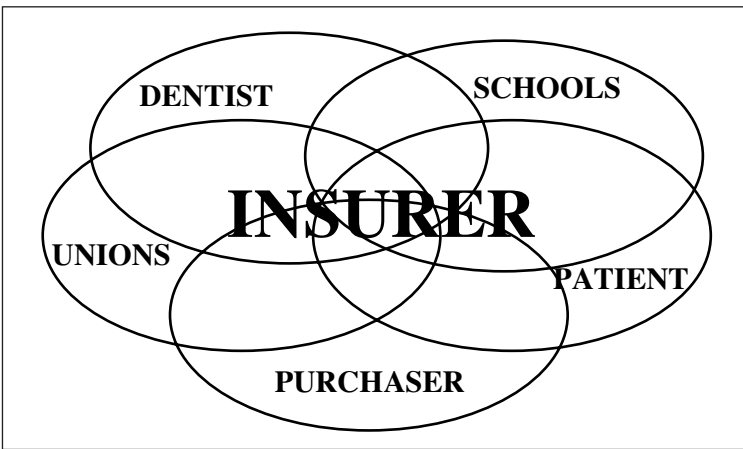 DENTIST
SCHOOLS
INSURER
UNIONS
PATIENT
PURCHASER